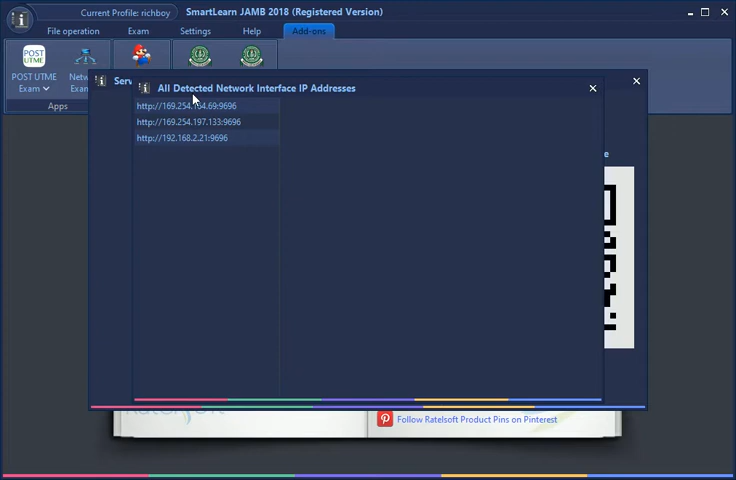 Current Profile: richboy
SmartLearn JAMB 2018 (Registered Version)
File operation
Exam
Settings
Help
Add-ons
POST
UTME
POST UTME
Exam
Apps
All Detected Network Interface IP Addresses
http://169.254.197.133:9696
http://192.168.2.21:9696
Follow Ratelsoft Product Pins on Pinterest